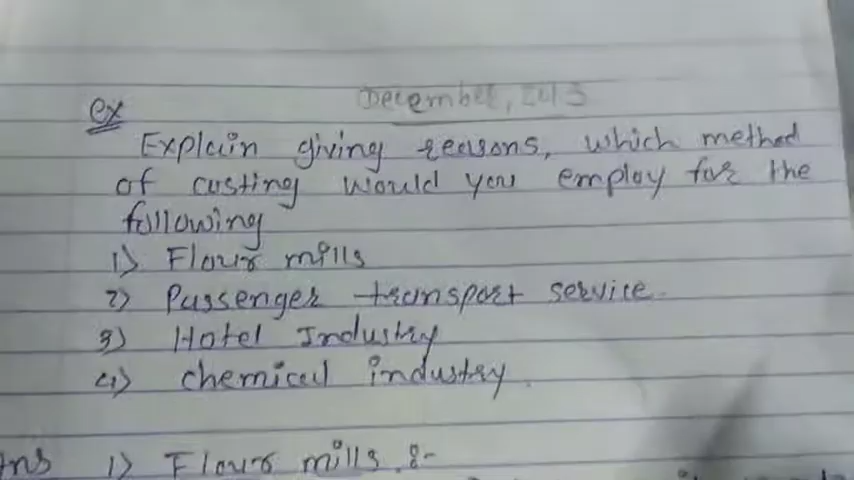 December, 2013
ex
Explain giving reasons, which method
of costing would you employ for the
following
1) Flour mills
2) Passenger transport service.
3) Hotel Industry
4) chemical industry.
Ans 1) Flour mills :-